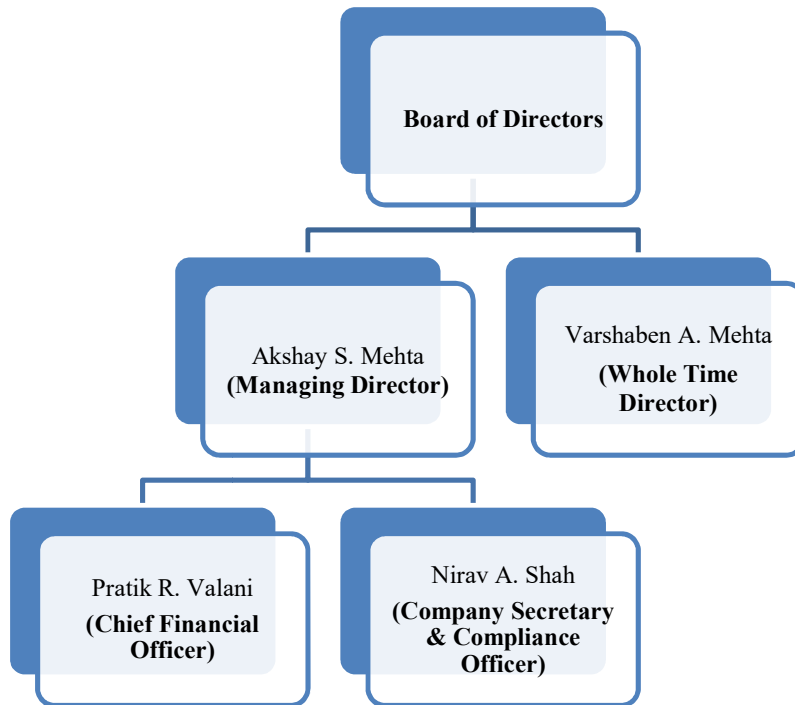 Board of Directors
Akshay S. Mehta
(Managing Director)
Varshaben A. Mehta
(Whole Time
Director)
Pratik R. Valani
(Chief Financial
Officer)
Nirav A. Shah
(Company Secretary
& Compliance
Officer)